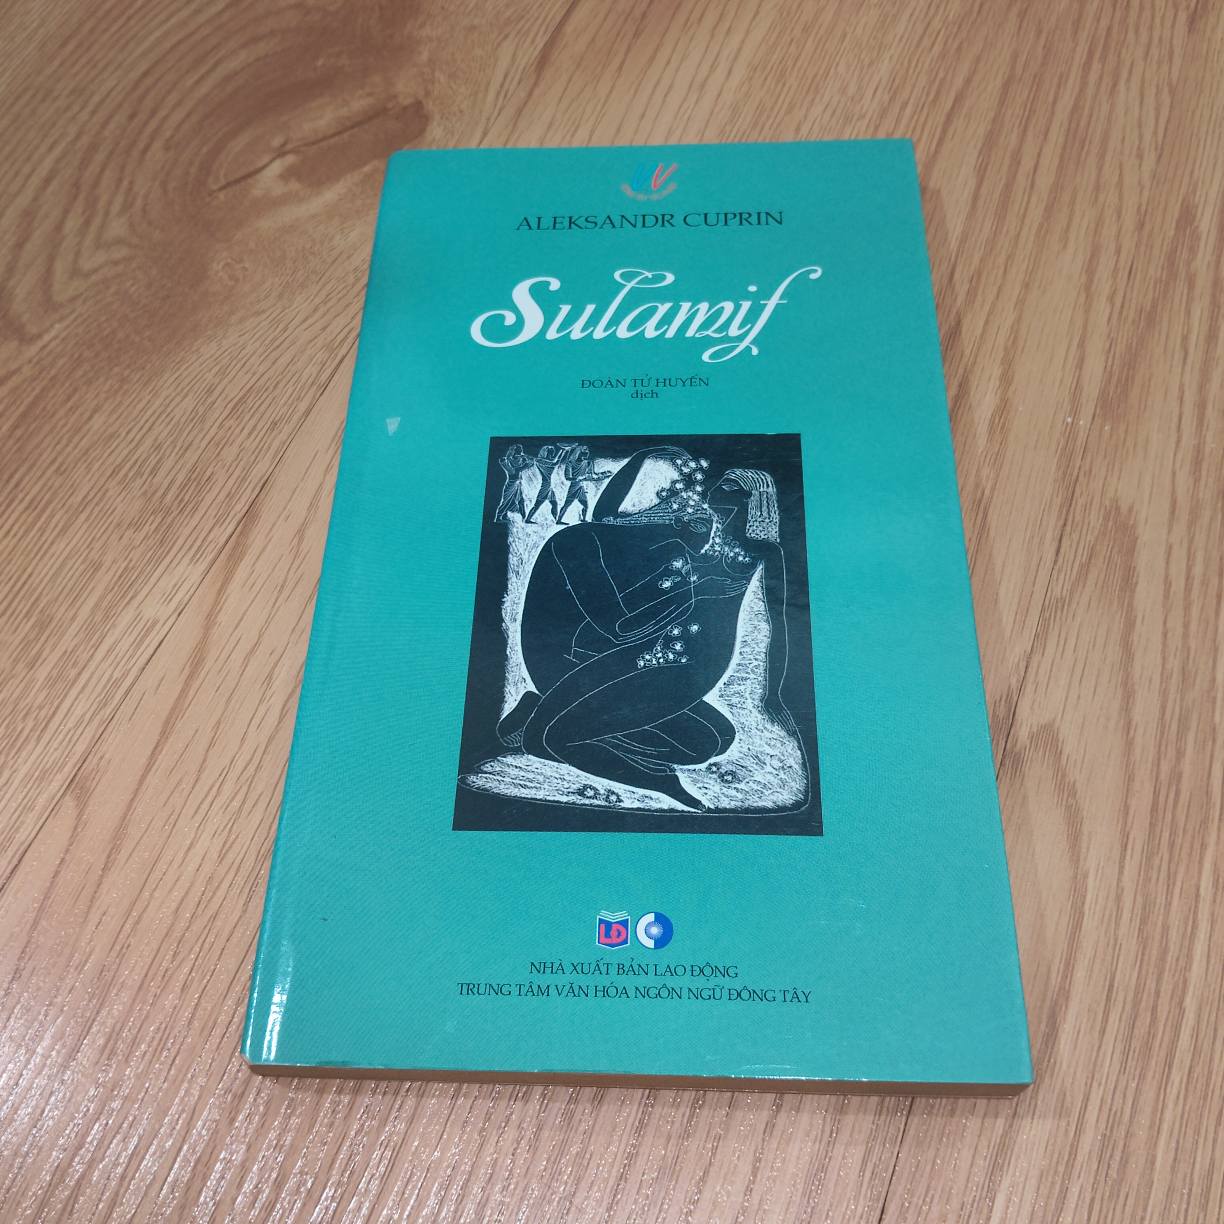 ALEKSANDR CUPRIN
Sulamif
ĐOÀN TỬ HUYẾN
dịch
LĐ
NHÀ XUẤT BẢN LAO ĐỘNG
TRUNG TÂM VĂN HÓA NGÔN NGỮ ĐÔNG TÂY